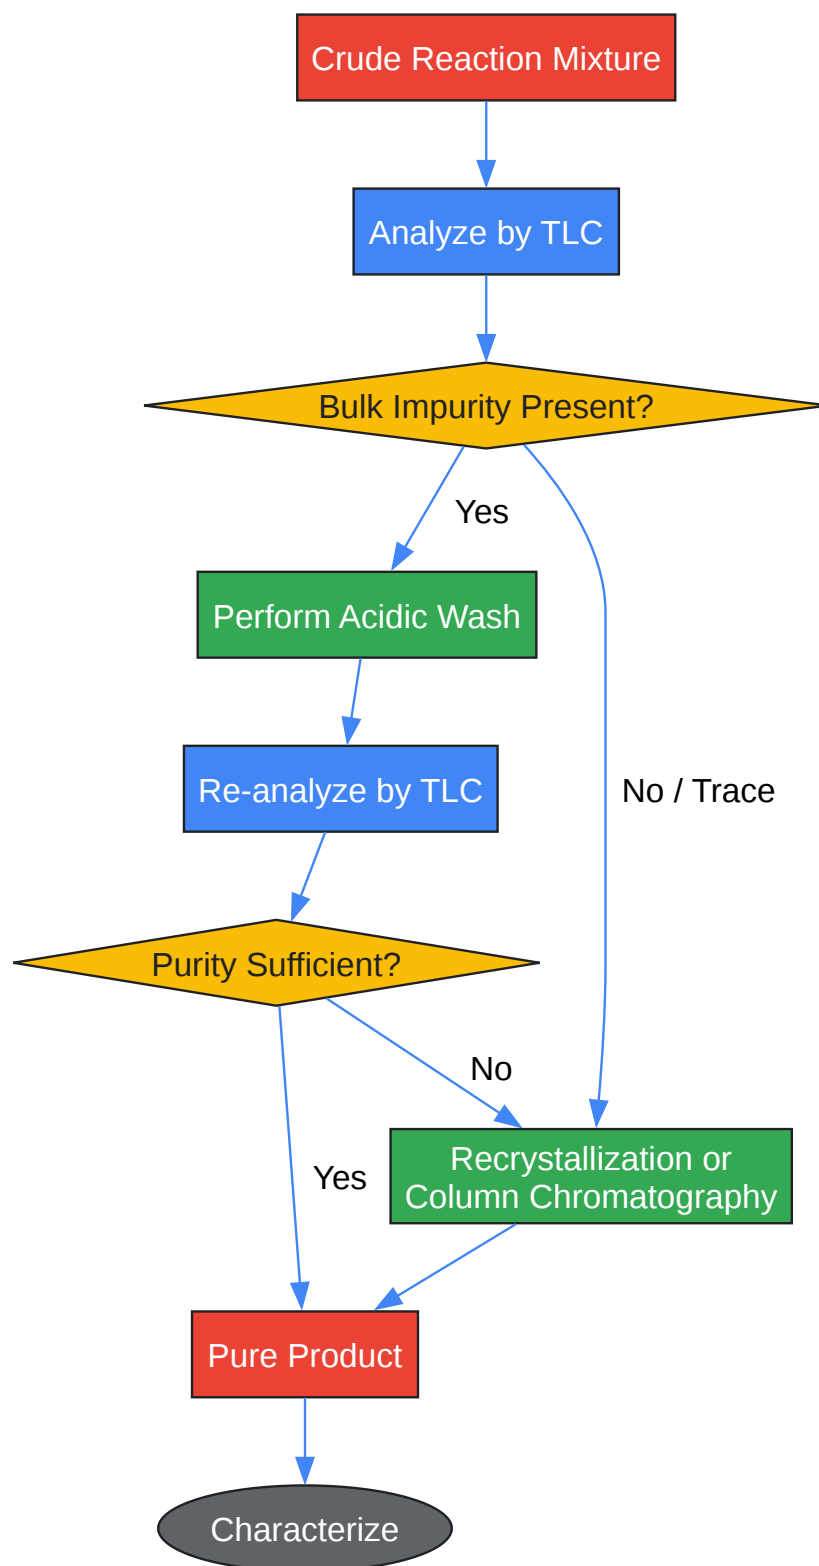 Crude Reaction Mixture
Analyze by TLC
Bulk Impurity Present?
Yes
Perform Acidic Wash
Re-analyze by TLC
No / Trace
Purity Sufficient?
No
Recrystallization or
Column Chromatography
Yes
Pure Product
Characterize